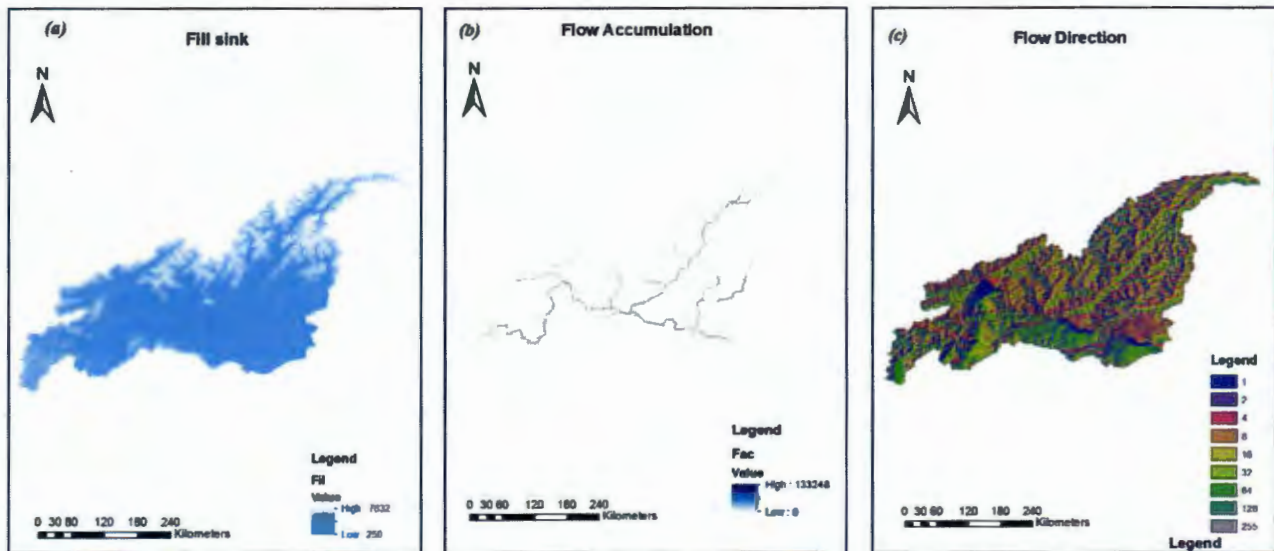 (a)
Fill sink
N
Legend
Fil
Value
High 7832
Low 250
0 30 60 120 180 240
Kilometers
(b)
Flow Accumulation
N
Legend
Fac
Value
High : 133248
Low : 0
0 30 60 120 180 240
Kilometers
(c)
Flow Direction
N
Legend
1
2
4
8
16
32
64
128
255
0 30 60 120 180 240
Kilometers
Legend